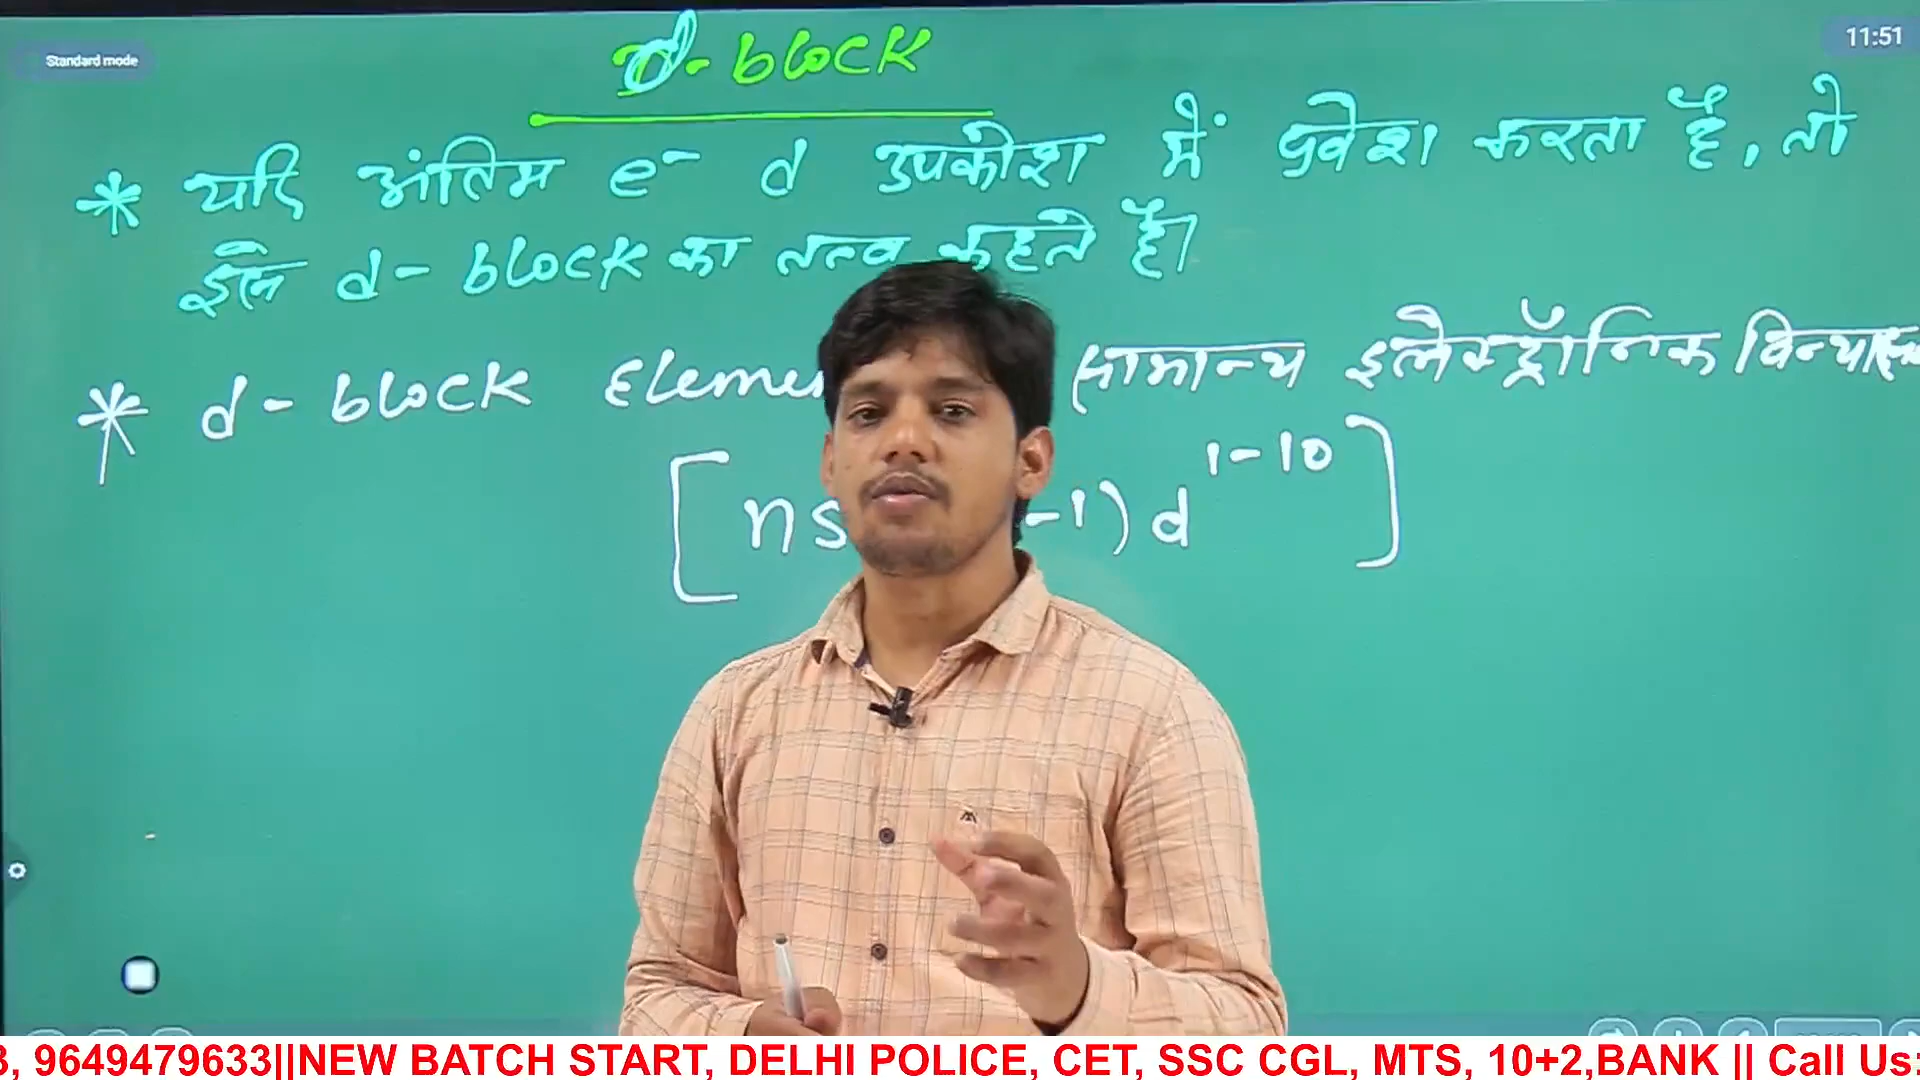 Standard mode
11:51
d-block
* यदि अंतिम e- d उपकोश में प्रवेश करता है, तो
इसे d-block का तत्व कहते है।
* d-block Elemen सामान्य इलेक्ट्रॉनिक विन्यास
[ns -1)d 1-10]
3, 9649479633||NEW BATCH START, DELHI POLICE, CET, SSC CGL, MTS, 10+2,BANK || Call Us: